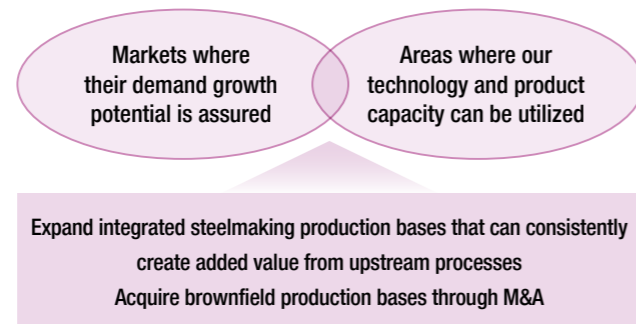 Markets where
their demand growth
potential is assured
Areas where our
technology and product
capacity can be utilized
Expand integrated steelmaking production bases that can consistently
create added value from upstream processes
Acquire brownfield production bases through M&A